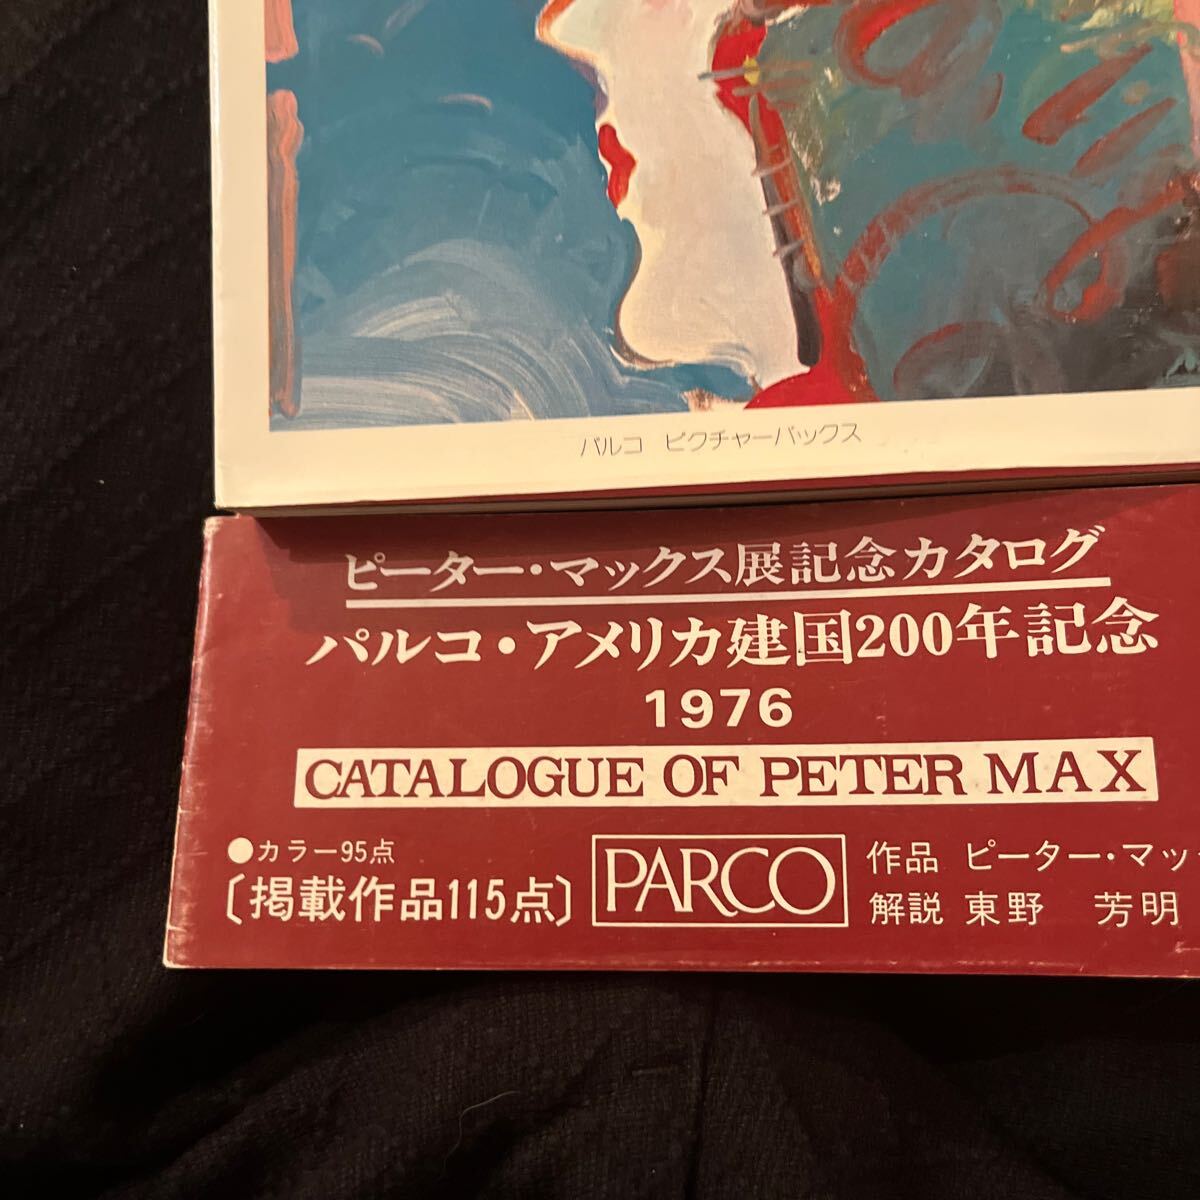 パルコ ピクチャーバックス
ピーター・マックス展記念カタログ
パルコ・アメリカ建国200年記念
1976
CATALOGUE OF PETER MAX
●カラー95点
〔掲載作品115点〕
PARCO
作品 ピーター・マッ
解説 東野 芳明